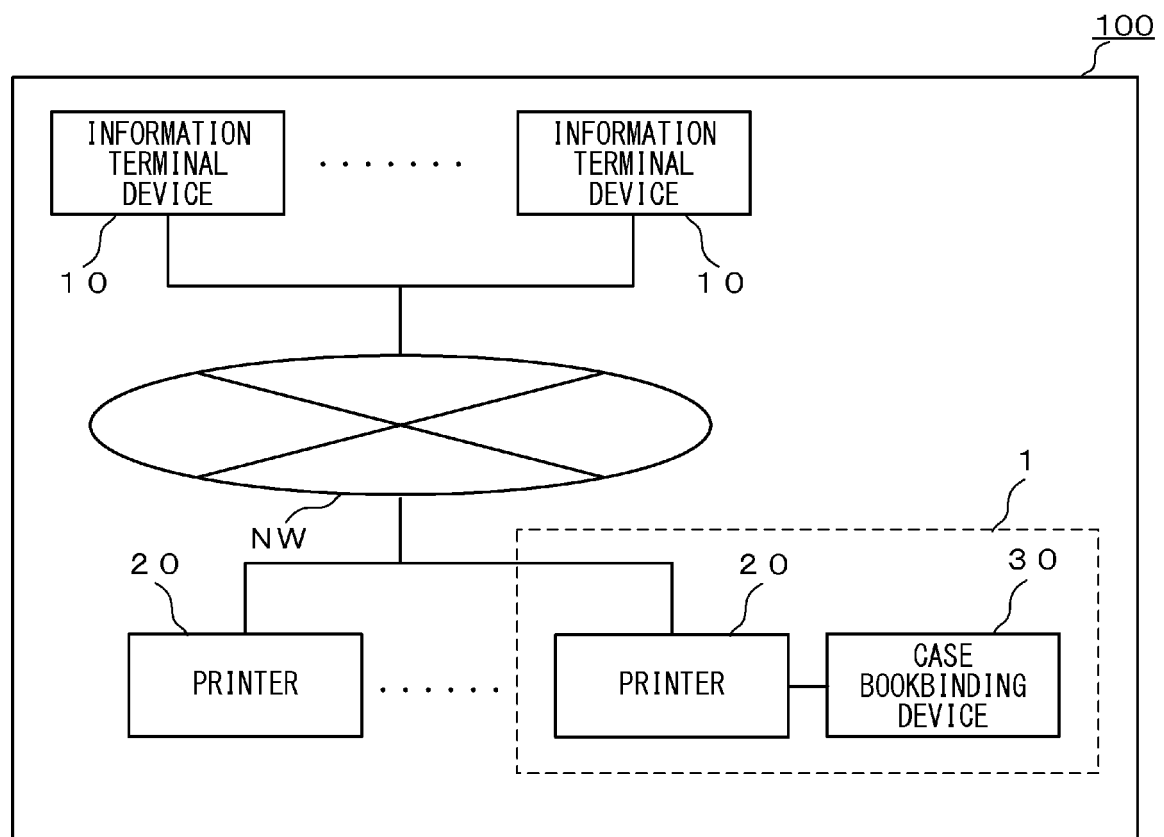 100
INFORMATION
TERMINAL
DEVICE
.......
INFORMATION
TERMINAL
DEVICE
10
10
NW
1
20
20
30
PRINTER
.......
PRINTER
CASE
BOOKBINDING
DEVICE